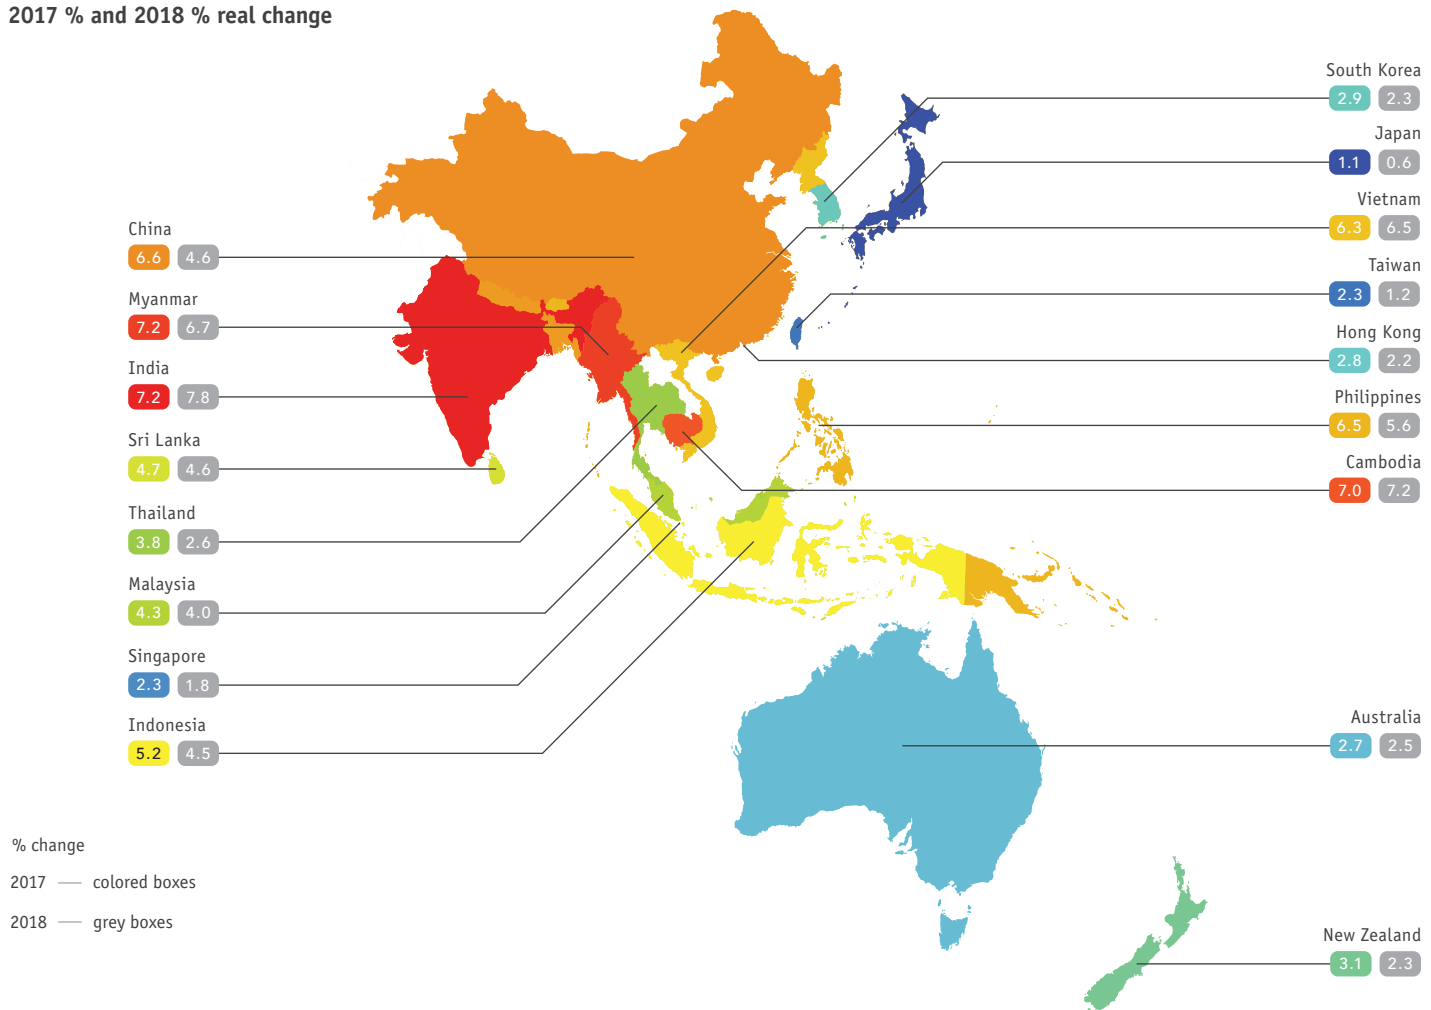 2017 % and 2018 % real change
China
6.6 4.6
Myanmar
7.2 6.7
India
7.2 7.8
Sri Lanka
4.7 4.6
Thailand
3.8 2.6
Malaysia
4.3 4.0
Singapore
2.3 1.8
Indonesia
5.2 4.5
South Korea
2.9 2.3
Japan
1.1 0.6
Vietnam
6.3 6.5
Taiwan
2.3 1.2
Hong Kong
2.8 2.2
Philippines
6.5 5.6
Cambodia
7.0 7.2
Australia
2.7 2.5
New Zealand
3.1 2.3
% change
2017 — colored boxes
2018 — grey boxes